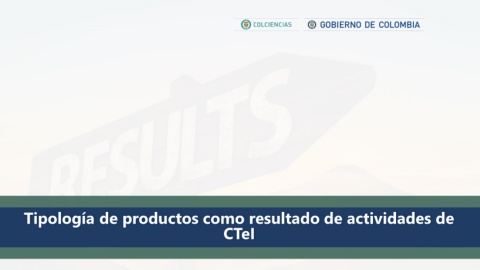 COLCIENCIAS GOBIERNO DE COLOMBIA
RESULTS
Tipología de productos como resultado de actividades de
CTeI